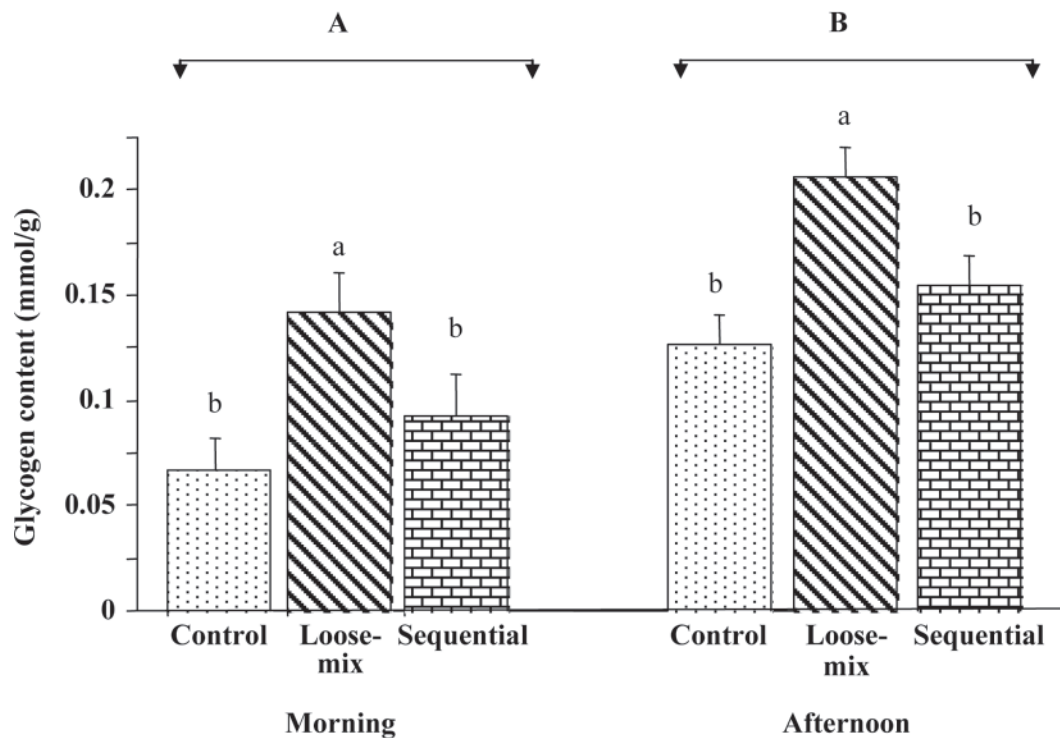 A
B
Glycogen content (mmol/g)
0.2
0.15
0.1
0.05
0
b
a
b
b
a
b
Control
Loose-
mix
Sequential
Control
Loose-
mix
Sequential
Morning
Afternoon